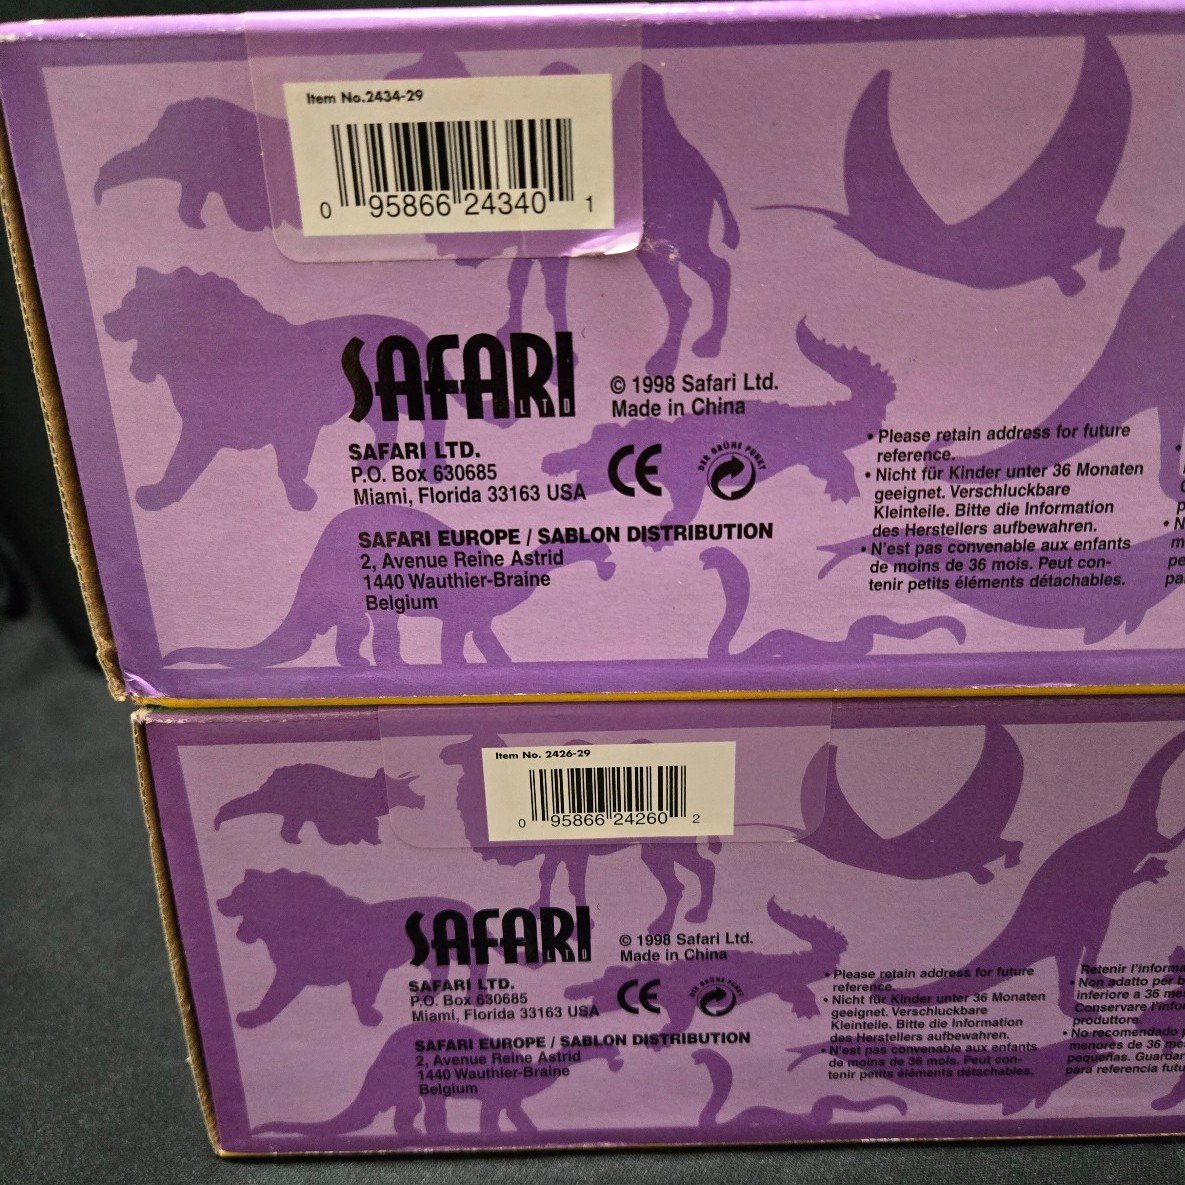 Item No.2434-29
0 95866 24340 1
SAFARI
LTD
© 1998 Safari Ltd.
Made in China
SAFARI LTD.
P.O. Box 630685
Miami, Florida 33163 USA
CE
DER GRÜNE PUNKT
SAFARI EUROPE / SABLON DISTRIBUTION
2, Avenue Reine Astrid
1440 Wauthier-Braine
Belgium
• Please retain address for future
reference.
• Nicht für Kinder unter 36 Monaten
geeignet. Verschluckbare
Kleinteile. Bitte die Information
des Herstellers aufbewahren.
• N'est pas convenable aux enfants
de moins de 36 mois. Peut con-
tenir petits éléments détachables.
Item No. 2426-29
0 95866 24260 2
SAFARI
LTD
© 1998 Safari Ltd.
Made in China
SAFARI LTD.
P.O. Box 630685
Miami, Florida 33163 USA
CE
DER GRÜNE PUNKT
SAFARI EUROPE / SABLON DISTRIBUTION
2, Avenue Reine Astrid
1440 Wauthier-Braine
Belgium
• Please retain address for future
reference.
• Nicht für Kinder unter 36 Monaten
geeignet. Verschluckbare
Kleinteile. Bitte die Information
des Herstellers aufbewahren.
• N'est pas convenable aux enfants
de moins de 36 mois. Peut con-
tenir petits éléments détachables.
Retenir l'informa
• Non adatto per b
inferiore a 36 me
Conservare l'info
produttore.
• No recomendado p
menores de 36 me
pequeñas. Guardar
para referencia futu